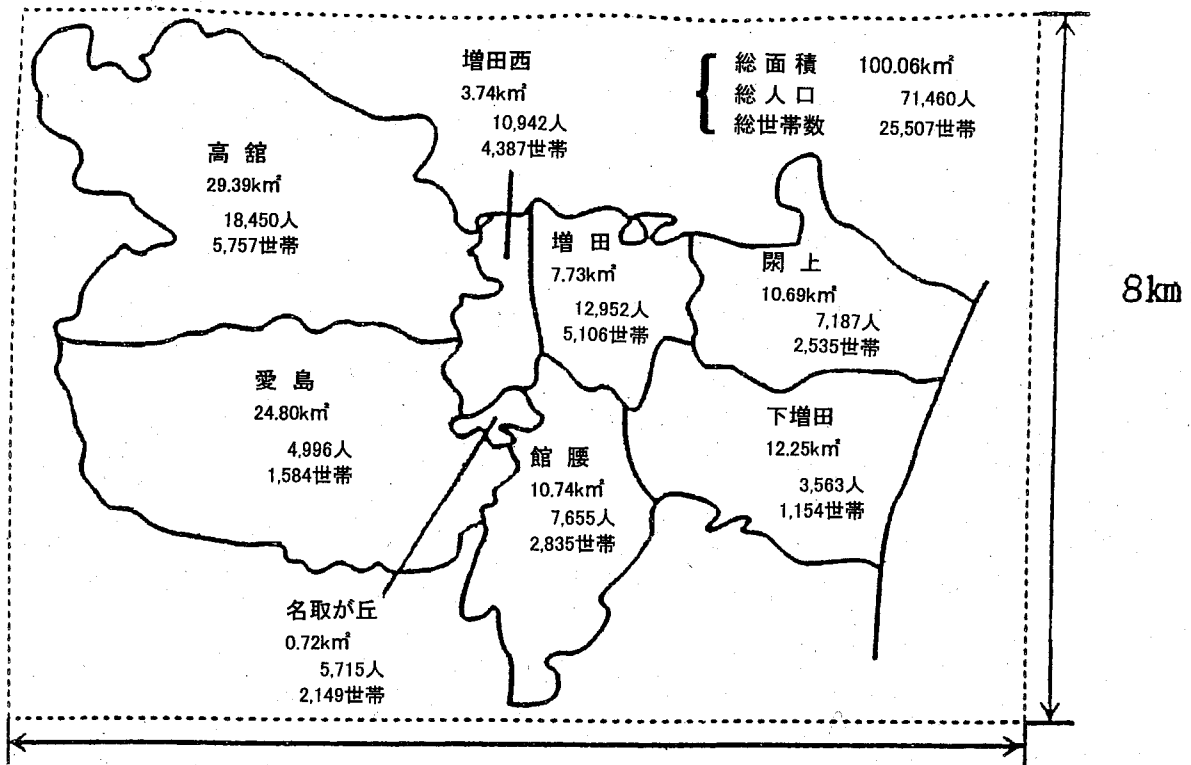 総面積 100.06k㎡
総人口 71,460人
総世帯数 25,507世帯
増田西
3.74k㎡
10,942人
4,387世帯
高舘
29.39k㎡
18,450人
5,757世帯
増田
7.73k㎡
12,952人
5,106世帯
閖上
10.69k㎡
7,187人
2,535世帯
8km
愛島
24.80k㎡
4,996人
1,584世帯
下増田
12.25k㎡
3,563人
1,154世帯
館腰
10.74k㎡
7,655人
2,835世帯
名取が丘
0.72k㎡
5,715人
2,149世帯